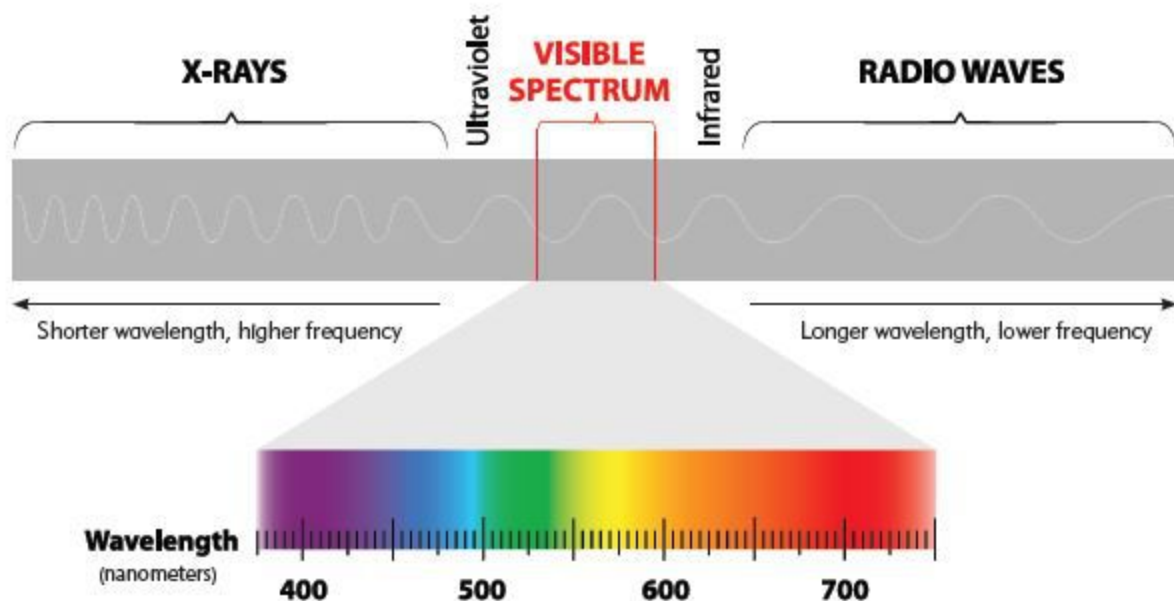 X-RAYS
Ultraviolet
VISIBLE
SPECTRUM
Infrared
RADIO WAVES
Shorter wavelength, higher frequency
Longer wavelength, lower frequency
Wavelength
(nanometers)
400 500 600 700